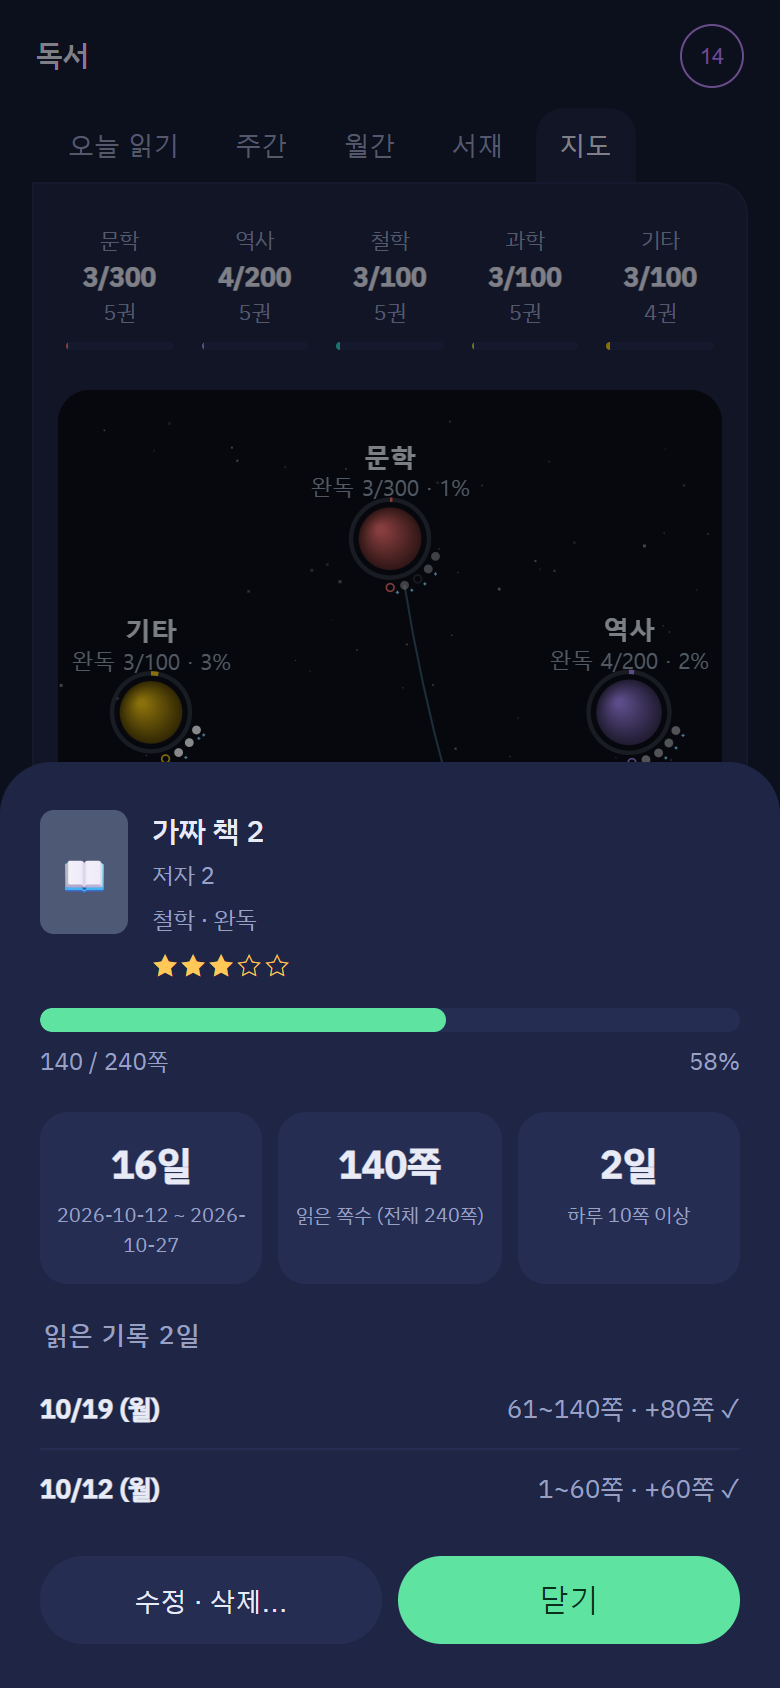 독서
14
오늘 읽기 주간 월간 서재 지도
문학 역사 철학 과학 기타
3/300 4/200 3/100 3/100 3/100
5권 5권 5권 5권 4권
문학
완독 3/300 · 1%
기타
완독 3/100 · 3%
역사
완독 4/200 · 2%
가짜 책 2
저자 2
철학 · 완독
★★★☆☆
140 / 240쪽 58%
16일
2026-10-12 ~ 2026-
10-27
140쪽
읽은 쪽수 (전체 240쪽)
2일
하루 10쪽 이상
읽은 기록 2일
10/19 (월) 61~140쪽 · +80쪽 ✓
10/12 (월) 1~60쪽 · +60쪽 ✓
수정 · 삭제... 닫기